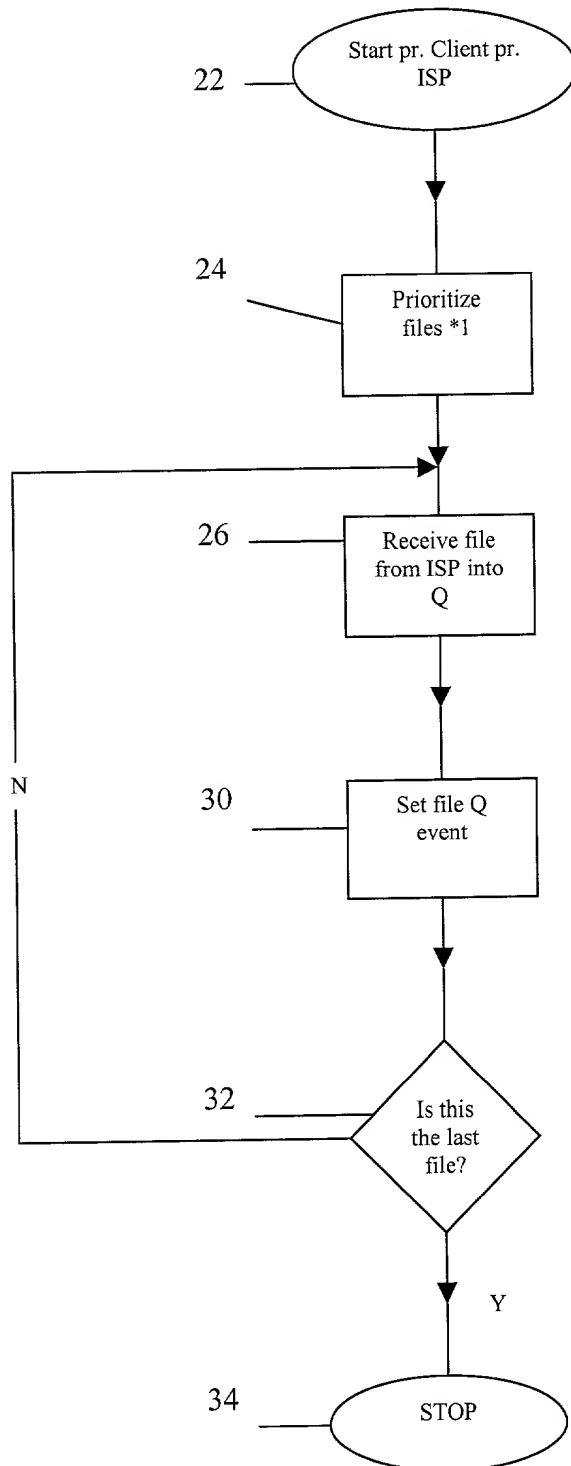 Start pr. Client pr.
ISP
22
24
Prioritize
files *1
26
Receive file
from ISP into
Q
N
30
Set file Q
event
32
Is this
the last
file?
Y
34
STOP